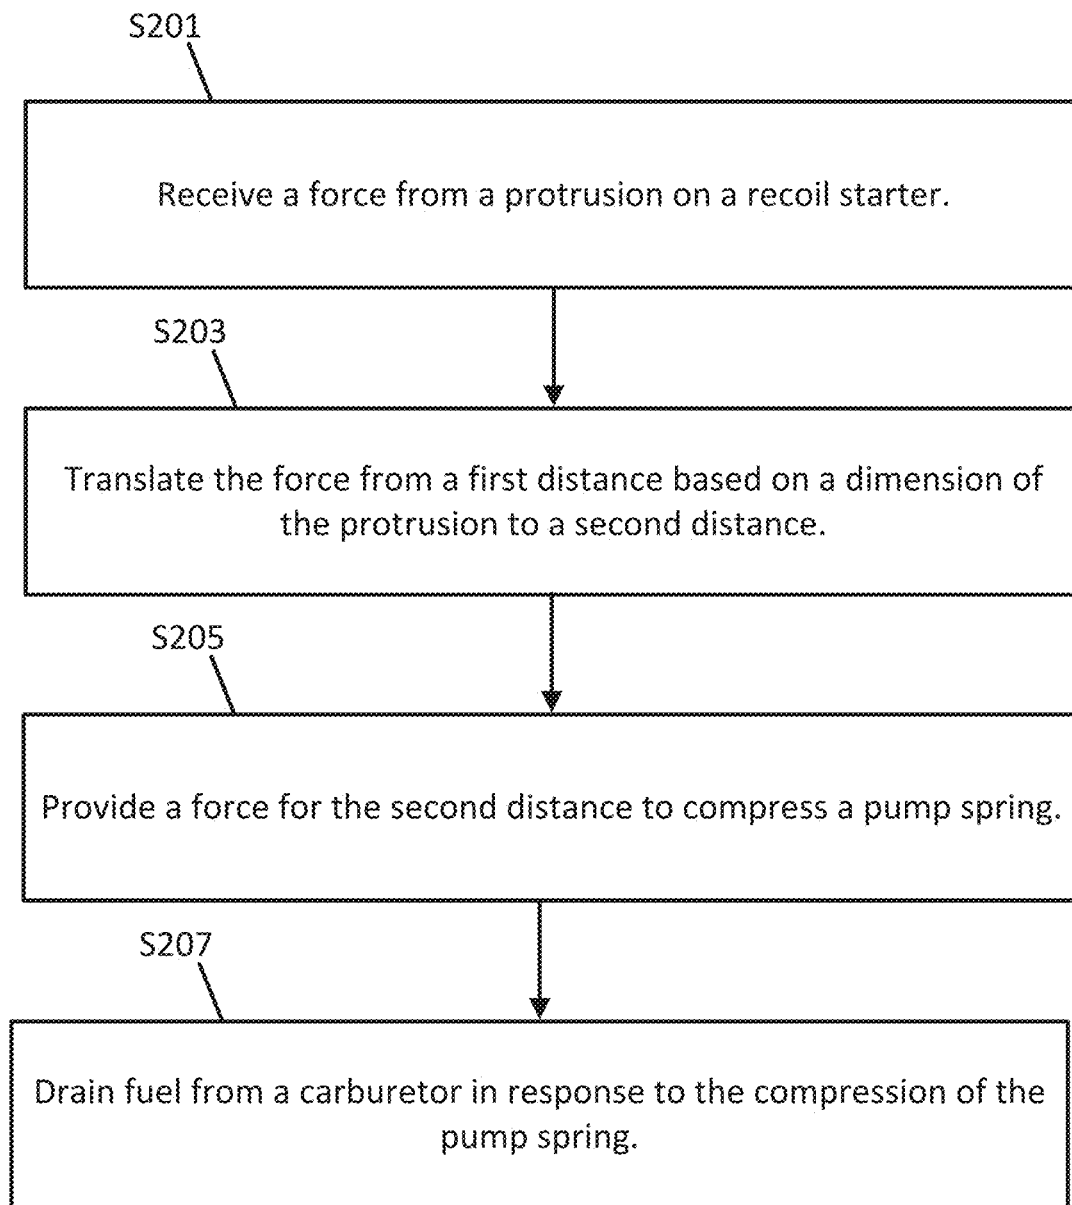 S201
Receive a force from a protrusion on a recoil starter.
S203
Translate the force from a first distance based on a dimension of
the protrusion to a second distance.
S205
Provide a force for the second distance to compress a pump spring.
S207
Drain fuel from a carburetor in response to the compression of the
pump spring.